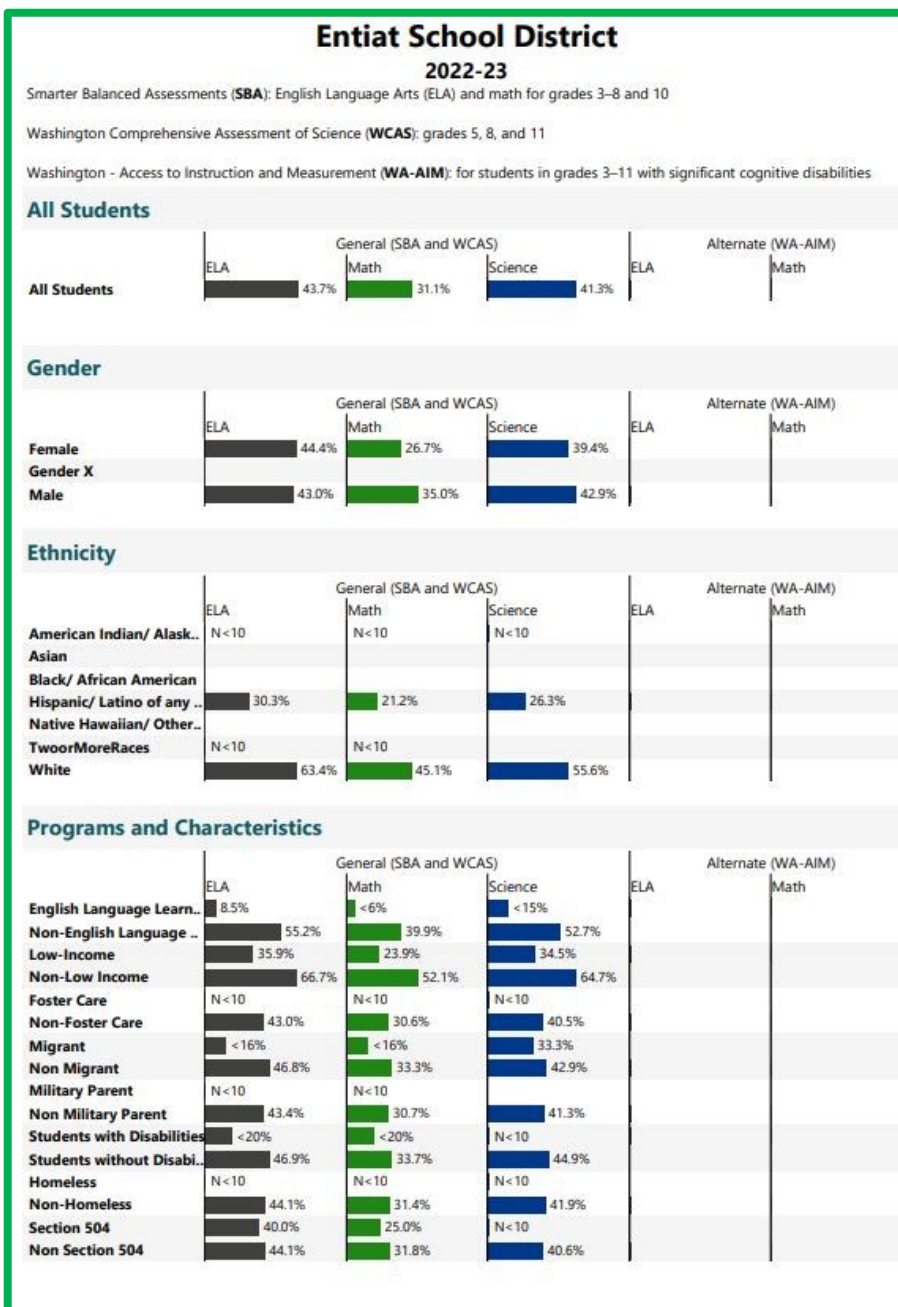 Entiat School District
2022-23
Smarter Balanced Assessments (SBA): English Language Arts (ELA) and math for grades 3–8 and 10
Washington Comprehensive Assessment of Science (WCAS): grades 5, 8, and 11
Washington - Access to Instruction and Measurement (WA-AIM): for students in grades 3–11 with significant cognitive disabilities
All Students
General (SBA and WCAS) Alternate (WA-AIM)
ELA Math Science ELA Math
All Students 43.7% 31.1% 41.3%
Gender
General (SBA and WCAS) Alternate (WA-AIM)
ELA Math Science ELA Math
Female 44.4% 26.7% 39.4%
Gender X
Male 43.0% 35.0% 42.9%
Ethnicity
General (SBA and WCAS) Alternate (WA-AIM)
ELA Math Science ELA Math
American Indian/ Alask.. N<10 N<10 N<10
Asian
Black/ African American
Hispanic/ Latino of any .. 30.3% 21.2% 26.3%
Native Hawaiian/ Other..
TwoorMoreRaces N<10 N<10
White 63.4% 45.1% 55.6%
Programs and Characteristics
General (SBA and WCAS) Alternate (WA-AIM)
ELA Math Science ELA Math
English Language Learn.. 8.5% <6% <15%
Non-English Language .. 55.2% 39.9% 52.7%
Low-Income 35.9% 23.9% 34.5%
Non-Low Income 66.7% 52.1% 64.7%
Foster Care N<10 N<10 N<10
Non-Foster Care 43.0% 30.6% 40.5%
Migrant <16% <16% 33.3%
Non Migrant 46.8% 33.3% 42.9%
Military Parent N<10 N<10
Non Military Parent 43.4% 30.7% 41.3%
Students with Disabilities <20% <20% N<10
Students without Disabi.. 46.9% 33.7% 44.9%
Homeless N<10 N<10 N<10
Non-Homeless 44.1% 31.4% 41.9%
Section 504 40.0% 25.0% N<10
Non Section 504 44.1% 31.8% 40.6%